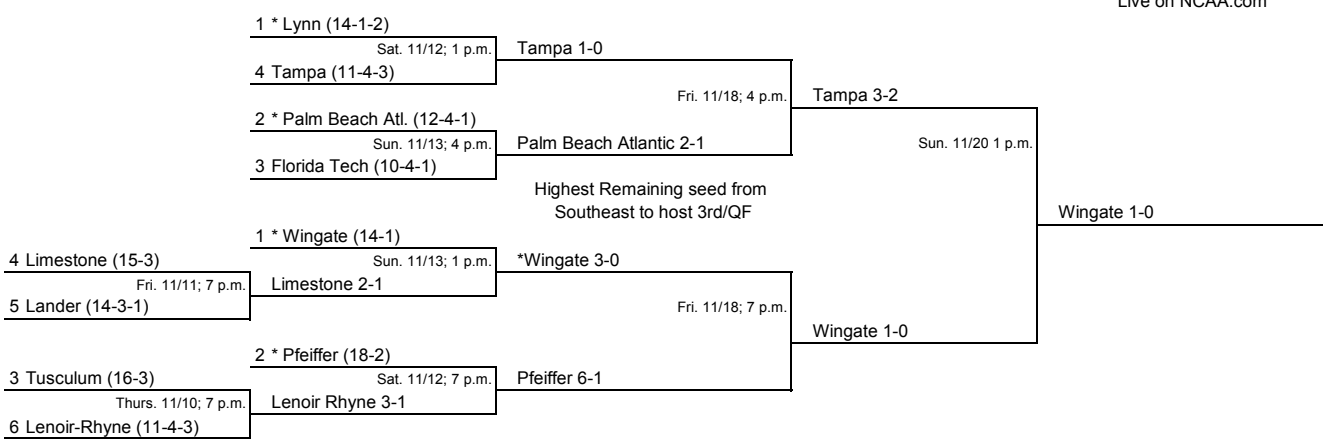 Live on NCAA.com
1 * Lynn (14-1-2)
Sat. 11/12; 1 p.m.
Tampa 1-0
4 Tampa (11-4-3)
Fri. 11/18; 4 p.m.
Tampa 3-2
2 * Palm Beach Atl. (12-4-1)
Sun. 11/13; 4 p.m.
Palm Beach Atlantic 2-1
Sun. 11/20 1 p.m.
3 Florida Tech (10-4-1)
Highest Remaining seed from
Southeast to host 3rd/QF
Wingate 1-0
1 * Wingate (14-1)
4 Limestone (15-3)
Sun. 11/13; 1 p.m.
*Wingate 3-0
Fri. 11/11; 7 p.m.
Limestone 2-1
5 Lander (14-3-1)
Fri. 11/18; 7 p.m.
Wingate 1-0
2 * Pfeiffer (18-2)
3 Tusculum (16-3)
Sat. 11/12; 7 p.m.
Pfeiffer 6-1
Thurs. 11/10; 7 p.m.
Lenoir Rhyne 3-1
6 Lenoir-Rhyne (11-4-3)